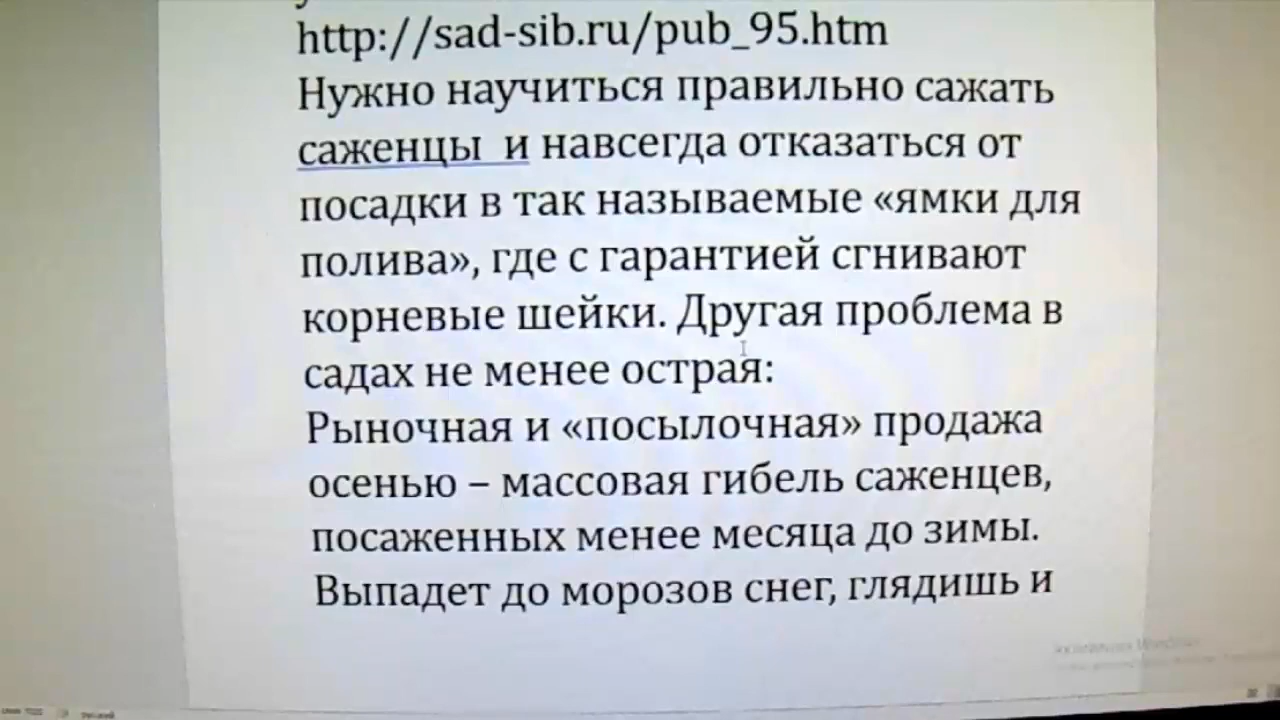 http://sad-sib.ru/pub_95.htm
Нужно научиться правильно сажать
саженцы  и навсегда отказаться от
посадки в так называемые «ямки для
полива», где с гарантией сгнивают
корневые шейки. Другая проблема в
садах не менее острая:
Рыночная и «посылочная» продажа
осенью – массовая гибель саженцев,
посаженных менее месяца до зимы.
Выпадет до морозов снег, глядишь и